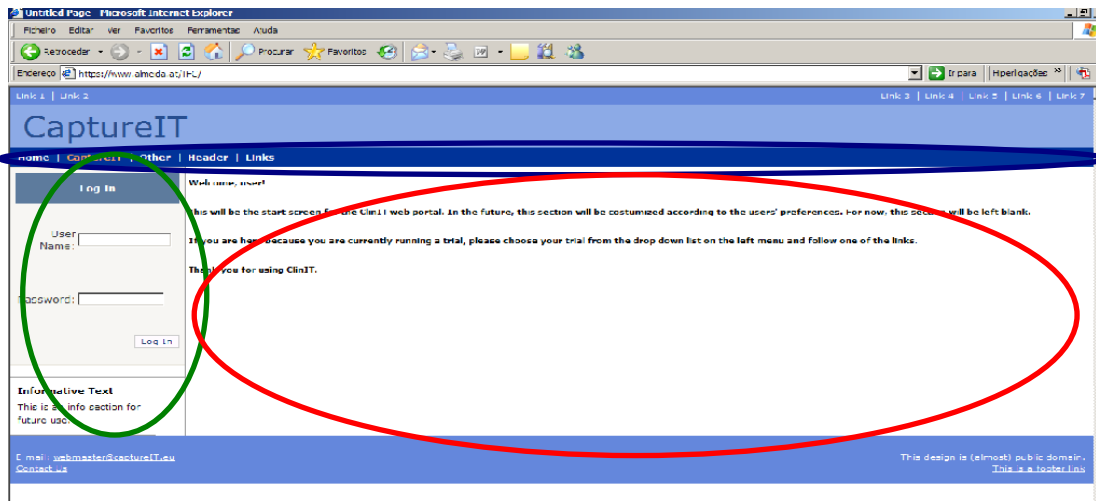 Untitled Page - Microsoft Internet Explorer
Ficheiro Editar Ver Favoritos Ferramentas Ajuda
Retroceder Procurar Favoritos
Endereço Ir para Hiperligações »
Link 1 | Link 2 Link 3 | Link 4 | Link 5 | Link 6 | Link 7
CaptureIT
Home | CaptureIT | Other | Header | Links
Log In
Welcome, user!
This will be the start screen for the ClinIT web portal. In the future, this section will be costumized according to the users' preferences. For now, this section will be left blank.
User
Name:
If you are here because you are currently running a trial, please choose your trial from the drop down list on the left menu and follow one of the links.
Thank you for using ClinIT.
Password:
Log In
Informative Text
This is an info section for
future use.
E-mail: webmaster@captureIT.eu
Contact Us
This design is (almost) public domain.
This is a footer link